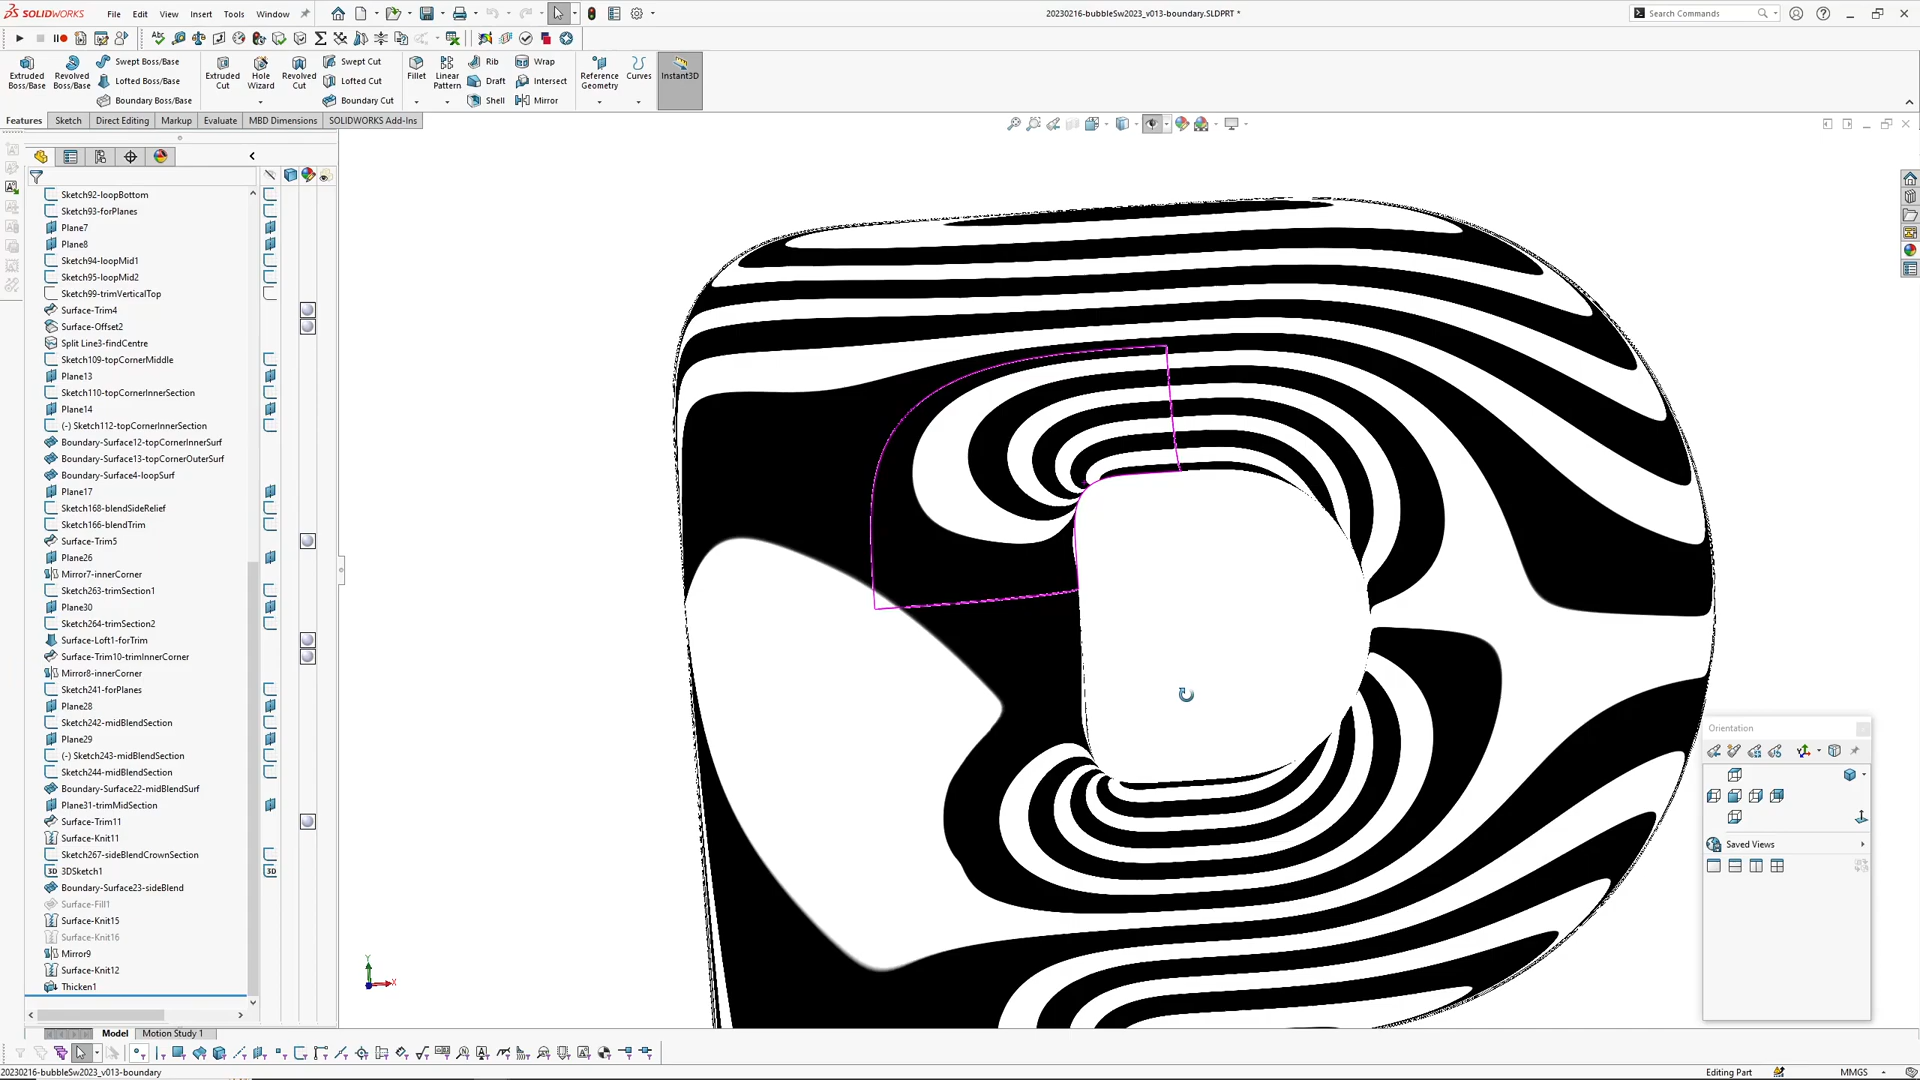 SOLIDWORKS File Edit View Insert Tools Window 20230216-bubbleSw2023_v013-boundary.SLDPRT * Search Commands
Extruded Boss/Base Revolved Boss/Base Swept Boss/Base Extruded Cut Hole Wizard Revolved Cut Swept Cut Fillet Linear Pattern Rib Wrap Reference Geometry Curves Instant3D
Lofted Boss/Base Lofted Cut Draft Intersect
Boundary Boss/Base Boundary Cut Shell Mirror
Features Sketch Direct Editing Markup Evaluate MBD Dimensions SOLIDWORKS Add-Ins
Sketch92-loopBottom
Sketch93-forPlanes
Plane7
Plane8
Sketch94-loopMid1
Sketch95-loopMid2
Sketch99-trimVerticalTop
Surface-Trim4
Surface-Offset2
Split Line3-findCentre
Sketch109-topCornerMiddle
Plane13
Sketch110-topCornerInnerSection
Plane14
(-) Sketch112-topCornerInnerSection
Boundary-Surface12-topCornerInnerSurf
Boundary-Surface13-topCornerOuterSurf
Boundary-Surface4-loopSurf
Plane17
Sketch168-blendSideRelief
Sketch166-blendTrim
Surface-Trim5
Plane26
Mirror7-innerCorner
Sketch263-trimSection1
Plane30
Sketch264-trimSection2
Surface-Loft1-forTrim
Surface-Trim10-trimInnerCorner
Mirror8-innerCorner
Sketch241-forPlanes
Plane28
Sketch242-midBlendSection
Plane29
(-) Sketch243-midBlendSection
Sketch244-midBlendSection
Boundary-Surface22-midBlendSurf
Plane31-trimMidSection
Surface-Trim11
Surface-Knit11
Sketch267-sideBlendCrownSection
3D 3DSketch1 3D
Boundary-Surface23-sideBlend
Surface-Fill1
Surface-Knit15
Surface-Knit16
Mirror9
Surface-Knit12
Thicken1
Y
X
Orientation
Saved Views
Model Motion Study 1
20230216-bubbleSw2023_v013-boundary Editing Part MMGS